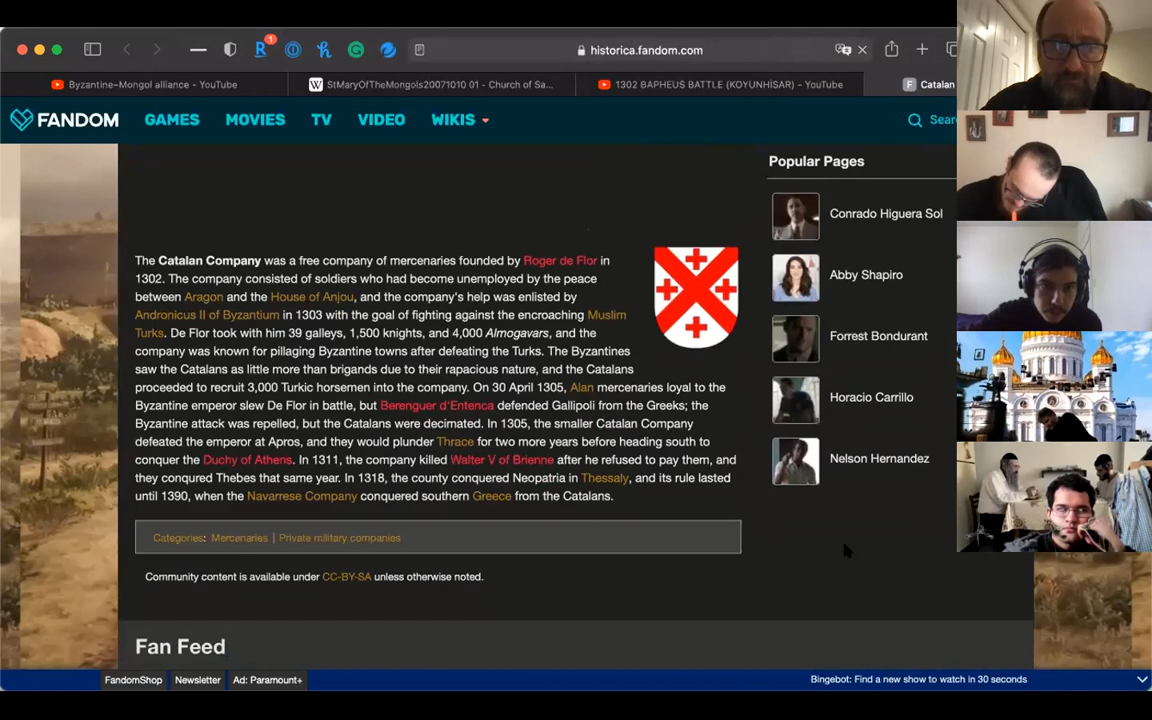 1
historica.fandom.com
Byzantine–Mongol alliance - YouTube
StMaryOfTheMongols20071010 01 - Church of Sa...
1302 BAPHEUS BATTLE (KOYUNHİSAR) - YouTube
Catalan
FANDOM
GAMES
MOVIES
TV
VIDEO
WIKIS
Sear
Popular Pages
Conrado Higuera Sol
Abby Shapiro
Forrest Bondurant
Horacio Carrillo
Nelson Hernandez
The Catalan Company was a free company of mercenaries founded by Roger de Flor in
1302. The company consisted of soldiers who had become unemployed by the peace
between Aragon and the House of Anjou, and the company's help was enlisted by
Andronicus II of Byzantium in 1303 with the goal of fighting against the encroaching Muslim
Turks. De Flor took with him 39 galleys, 1,500 knights, and 4,000 Almogavars, and the
company was known for pillaging Byzantine towns after defeating the Turks. The Byzantines
saw the Catalans as little more than brigands due to their rapacious nature, and the Catalans
proceeded to recruit 3,000 Turkic horsemen into the company. On 30 April 1305, Alan mercenaries loyal to the
Byzantine emperor slew De Flor in battle, but Berenguer d'Entenca defended Gallipoli from the Greeks; the
Byzantine attack was repelled, but the Catalans were decimated. In 1305, the smaller Catalan Company
defeated the emperor at Apros, and they would plunder Thrace for two more years before heading south to
conquer the Duchy of Athens. In 1311, the company killed Walter V of Brienne after he refused to pay them, and
they conqured Thebes that same year. In 1318, the county conquered Neopatria in Thessaly, and its rule lasted
until 1390, when the Navarrese Company conquered southern Greece from the Catalans.
Categories: Mercenaries | Private military companies
Community content is available under CC-BY-SA unless otherwise noted.
Fan Feed
FandomShop
Newsletter
Ad: Paramount+
Bingebot: Find a new show to watch in 30 seconds